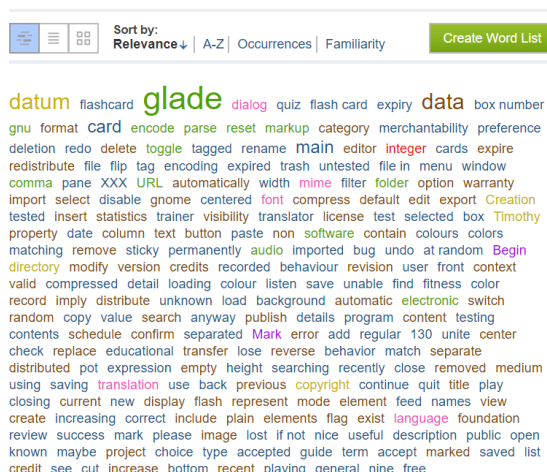 Sort by:
Relevance A-Z Occurrences Familiarity
Create Word List
datum flashcard glade dialog quiz flash card expiry data box number
gnu format card encode parse reset markup category merchantability preference
deletion redo delete toggle tagged rename main editor integer cards expire
redistribute file flip tag encoding expired trash untested file in menu window
comma pane XXX URL automatically width mime filter folder option warranty
import select disable gnome centered font compress default edit export Creation
tested insert statistics trainer visibility translator license test selected box Timothy
property date column text button paste non software contain colours colors
matching remove sticky permanently audio imported bug undo at random Begin
directory modify version credits recorded behaviour revision user front context
valid compressed detail loading colour listen save unable find fitness color
record imply distribute unknown load background automatic electronic switch
random copy value search anyway publish details program content testing
contents schedule confirm separated Mark error add regular 130 unite center
check replace educational transfer lose reverse behavior match separate
distributed pot expression empty height searching recently close removed medium
using saving translation use back previous copyright continue quit title play
closing current new display flash represent mode element feed names view
create increasing correct include plain elements flag exist language foundation
review success mark please image lost if not nice useful description public open
known maybe project choice type accepted guide term accept marked saved list
credit see cut increase bottom recent playing general nine free